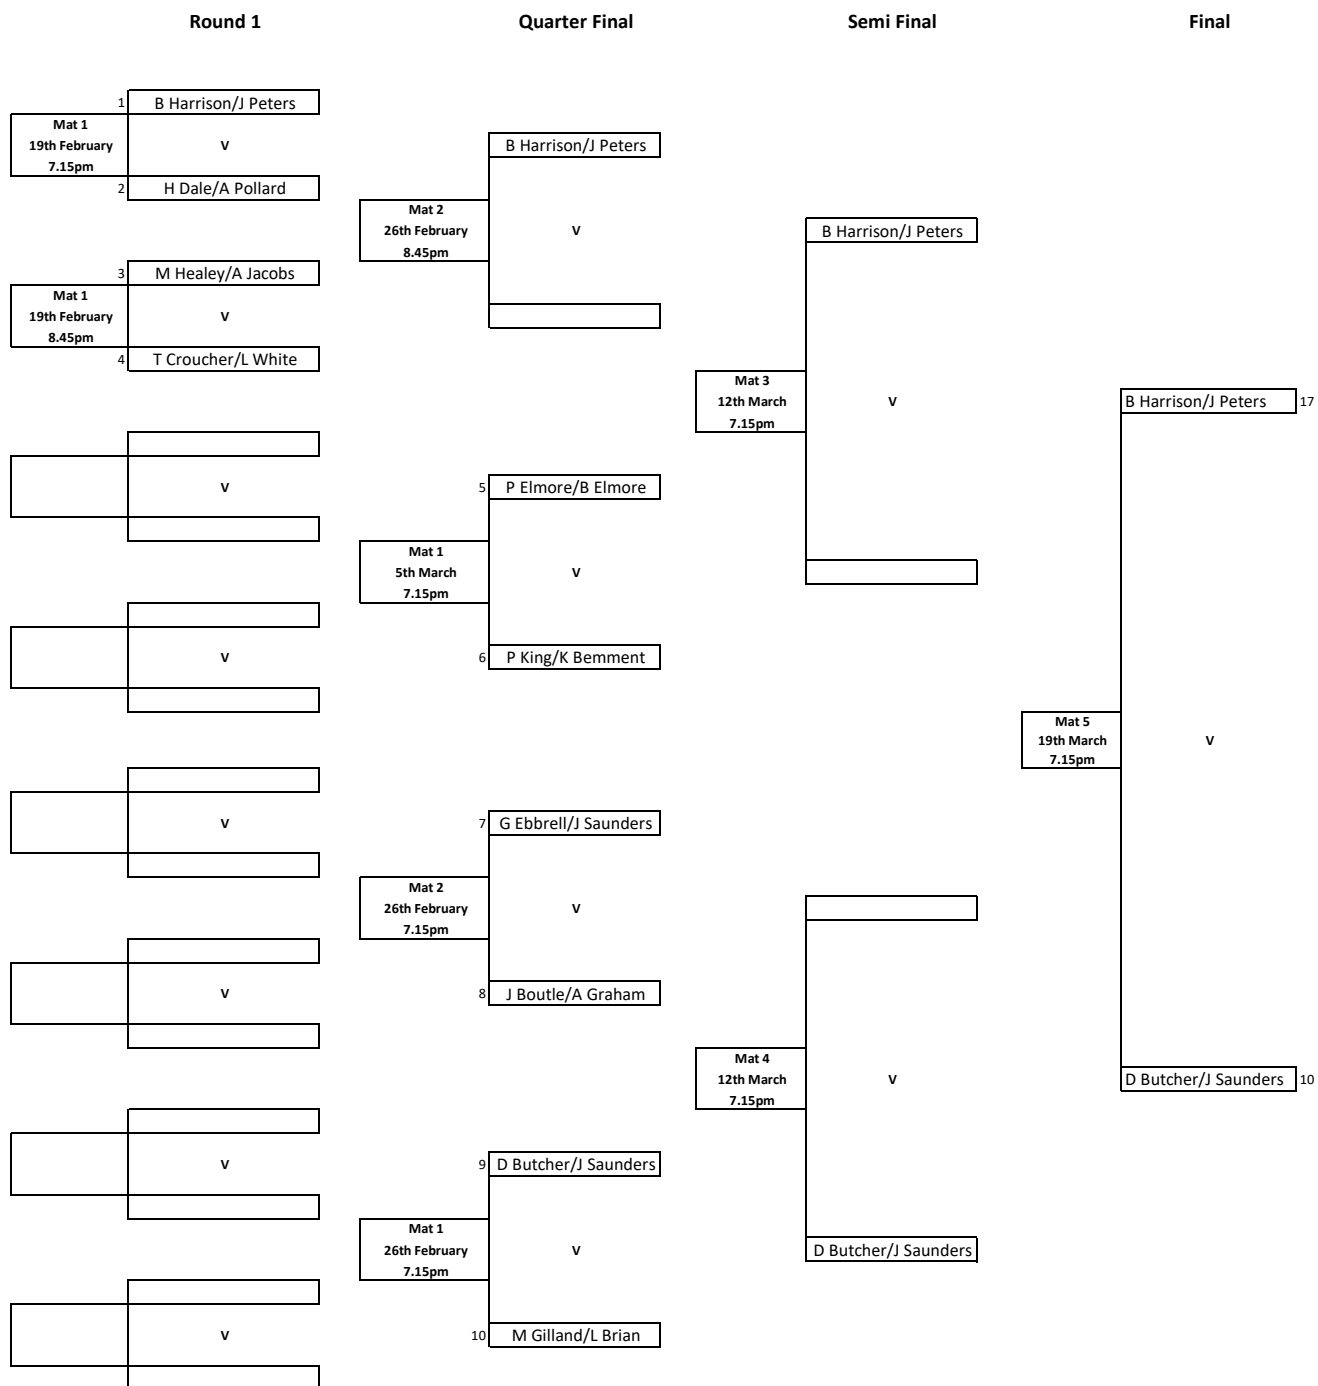 Round 1
Quarter Final
Semi Final
Final
1 B Harrison/J Peters
Mat 1
19th February
7.15pm
V
2 H Dale/A Pollard
3 M Healey/A Jacobs
Mat 1
19th February
8.45pm
V
4 T Croucher/L White
V
V
V
V
V
V
B Harrison/J Peters
Mat 2
26th February
8.45pm
V
5 P Elmore/B Elmore
Mat 1
5th March
7.15pm
V
6 P King/K Bemment
7 G Ebbrell/J Saunders
Mat 2
26th February
7.15pm
V
8 J Boutle/A Graham
9 D Butcher/J Saunders
Mat 1
26th February
7.15pm
V
10 M Gilland/L Brian
B Harrison/J Peters
Mat 3
12th March
7.15pm
V
Mat 4
12th March
7.15pm
V
D Butcher/J Saunders
B Harrison/J Peters 17
Mat 5
19th March
7.15pm
V
D Butcher/J Saunders 10